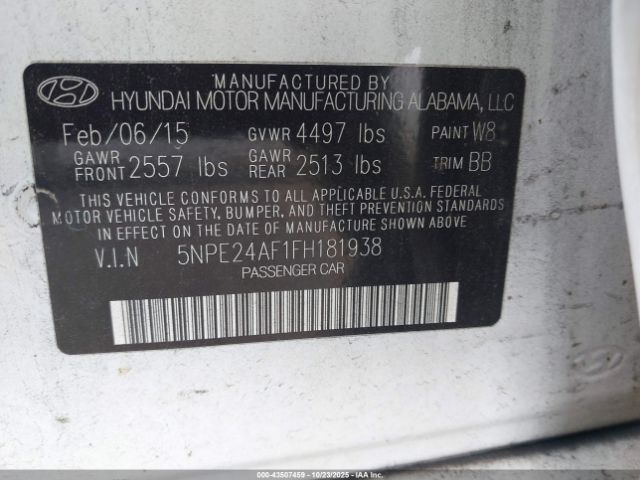 MANUFACTURED BY
HYUNDAI MOTOR MANUFACTURING ALABAMA, LLC
Feb/06/15 GVWR 4497 lbs PAINT W8
GAWR FRONT 2557 lbs GAWR REAR 2513 lbs TRIM BB
THIS VEHICLE CONFORMS TO ALL APPLICABLE U.S.A. FEDERAL
MOTOR VEHICLE SAFETY, BUMPER, AND THEFT PREVENTION STANDARDS
IN EFFECT ON THE DATE OF MANUFACTURE SHOWN ABOVE.
V.I.N 5NPE24AF1FH181938
PASSENGER CAR
000-43507459 - 10/23/2025 - www.iaai.com